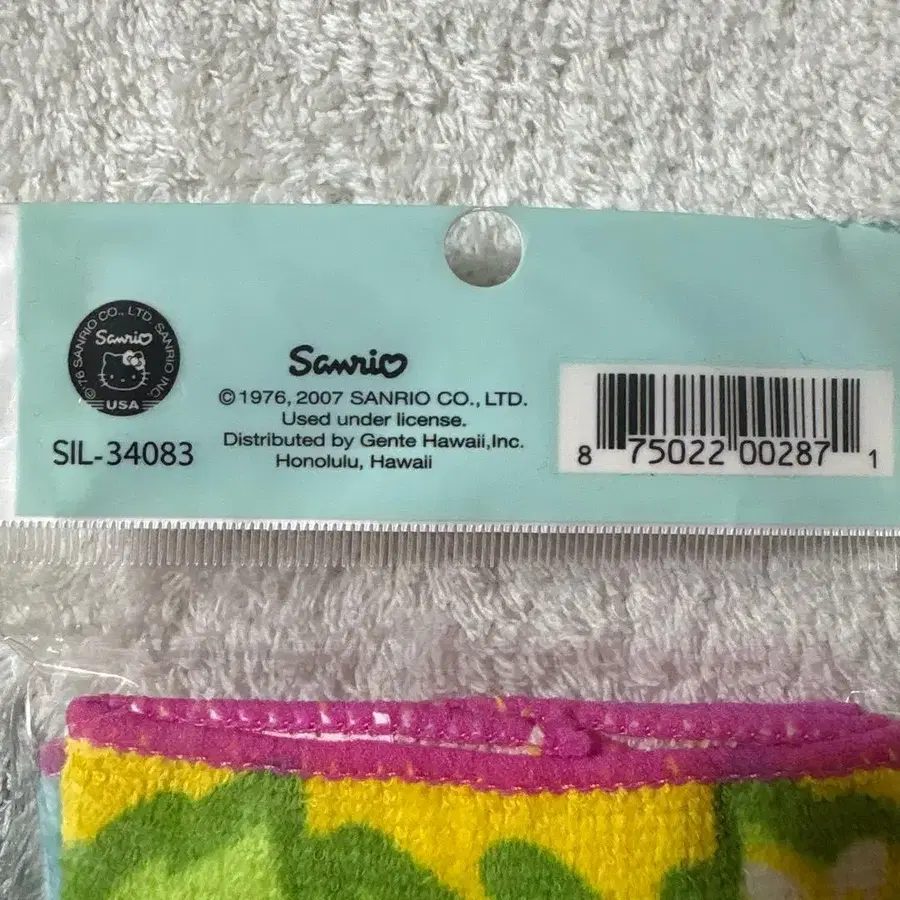 ©'76 SANRIO CO., LTD. SANRIO INC.
Sanrio
USA
SIL-34083
Sanrio
©1976, 2007 SANRIO CO., LTD.
Used under license.
Distributed by Gente Hawaii,Inc.
Honolulu, Hawaii
8 75022 00287 1